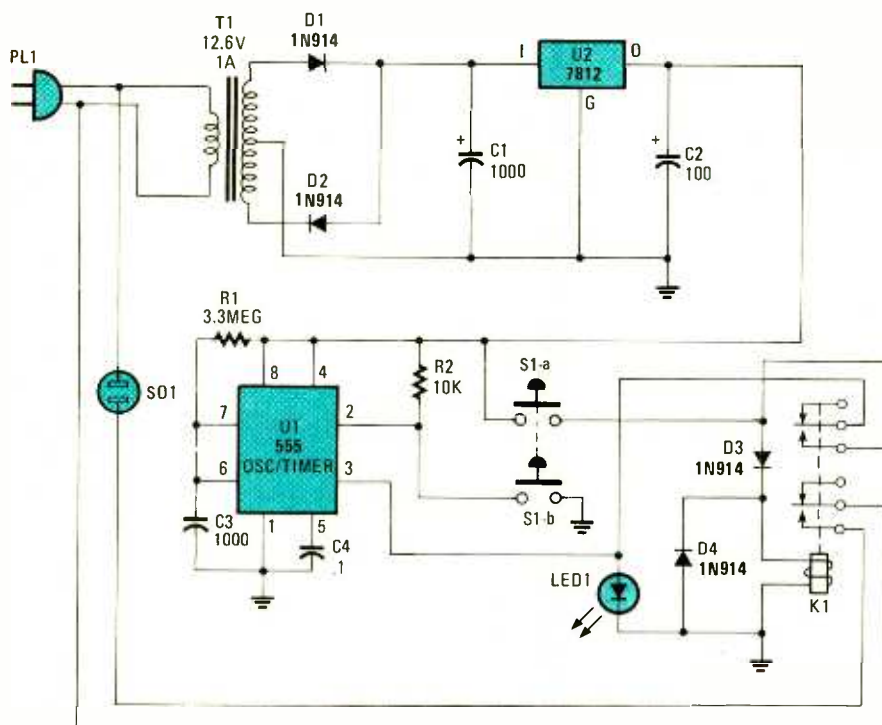 PL1
T1
12.6V
1A
D1
1N914
D2
1N914
I
U2
7812
O
G
+
C1
1000
+
C2
100
R1
3.3MEG
SO1
8
4
R2
10K
S1-a
7
U1
555
OSC/TIMER
2
6
3
C3
1000
1
5
C4
.1
S1-b
D3
1N914
D4
1N914
LED1
K1